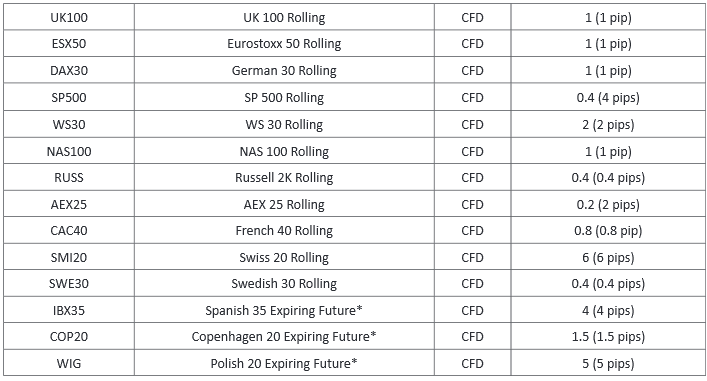 UK100 UK 100 Rolling CFD 1 (1 pip)
ESX50 Eurostoxx 50 Rolling CFD 1 (1 pip)
DAX30 German 30 Rolling CFD 1 (1 pip)
SP500 SP 500 Rolling CFD 0.4 (4 pips)
WS30 WS 30 Rolling CFD 2 (2 pips)
NAS100 NAS 100 Rolling CFD 1 (1 pip)
RUSS Russell 2K Rolling CFD 0.4 (0.4 pips)
AEX25 AEX 25 Rolling CFD 0.2 (2 pips)
CAC40 French 40 Rolling CFD 0.8 (0.8 pip)
SMI20 Swiss 20 Rolling CFD 6 (6 pips)
SWE30 Swedish 30 Rolling CFD 0.4 (0.4 pips)
IBX35 Spanish 35 Expiring Future* CFD 4 (4 pips)
COP20 Copenhagen 20 Expiring Future* CFD 1.5 (1.5 pips)
WIG Polish 20 Expiring Future* CFD 5 (5 pips)